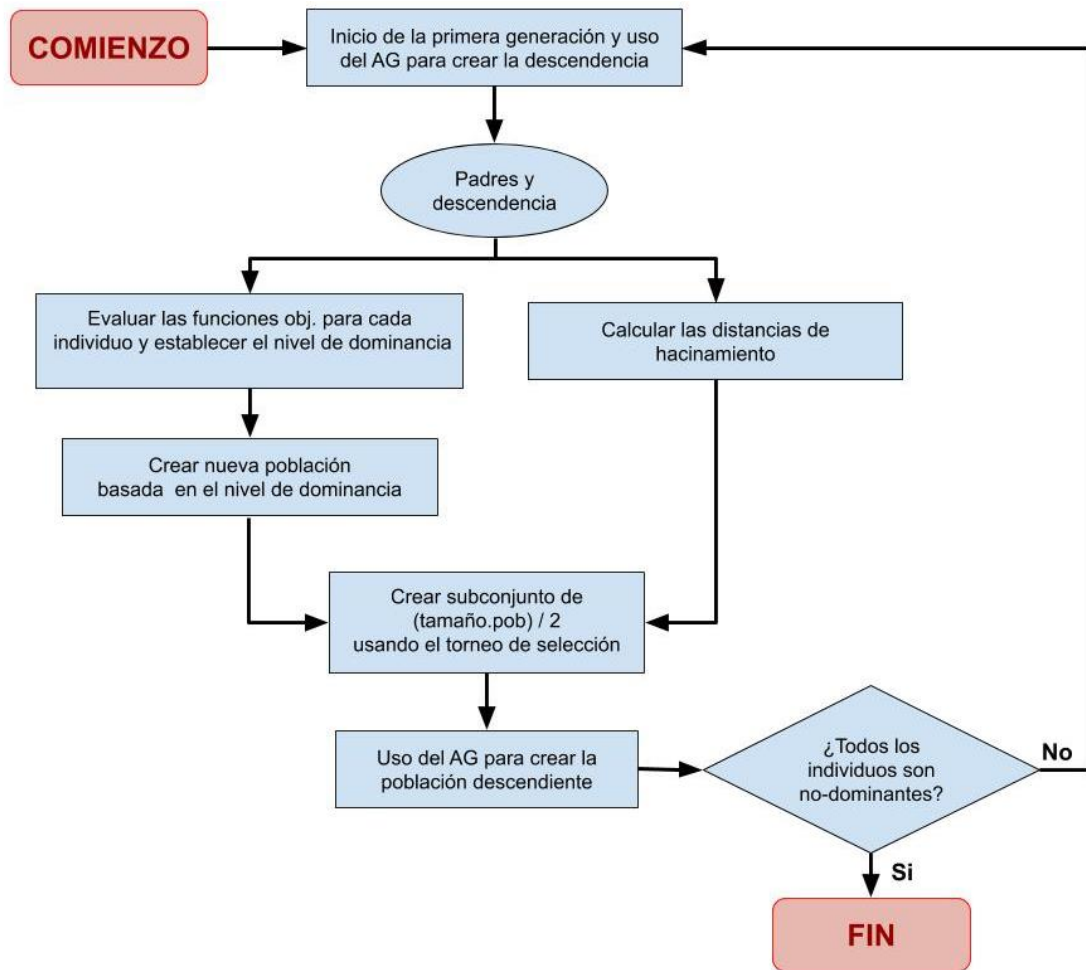 COMIENZO
Inicio de la primera generación y uso
del AG para crear la descendencia
Padres y
descendencia
Evaluar las funciones obj. para cada
individuo y establecer el nivel de dominancia
Calcular las distancias de
hacinamiento
Crear nueva población
basada en el nivel de dominancia
Crear subconjunto de
(tamaño.pob) / 2
usando el torneo de selección
Uso del AG para crear la
población descendiente
¿Todos los
individuos son
no-dominantes?
No
Si
FIN